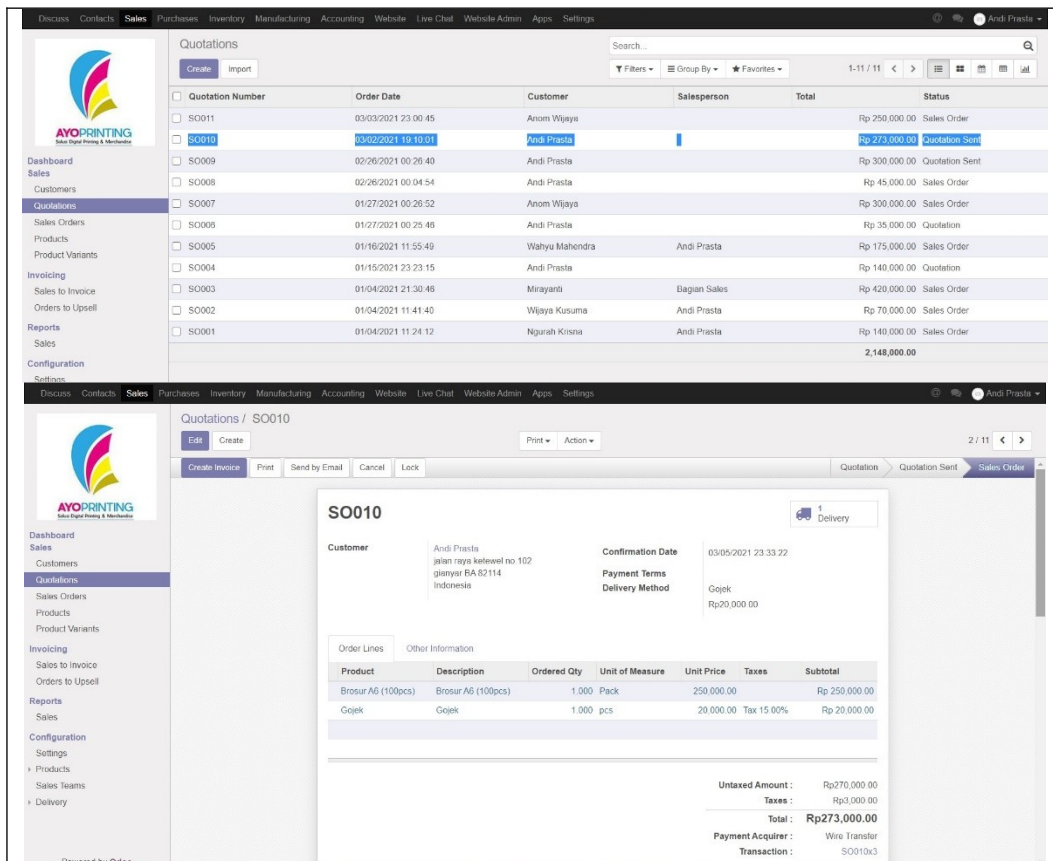 Discuss Contacts Sales Purchases Inventory Manufacturing Accounting Website Live Chat Website Admin Apps Settings Andi Prasta
AYOPRINTING
Solusi Digital Printing & Merchandise
Dashboard
Sales
Customers
Quotations
Sales Orders
Products
Product Variants
Invoicing
Sales to Invoice
Orders to Upsell
Reports
Sales
Configuration
Settings
Quotations
Search...
Create Import
Filters Group By Favorites 1-11 / 11
Quotation Number Order Date Customer Salesperson Total Status
SO011 03/03/2021 23:00:45 Anom Wijaya Rp 250,000.00 Sales Order
SO010 03/02/2021 19:10:01 Andi Prasta Rp 273,000.00 Quotation Sent
SO009 02/26/2021 00:26:40 Andi Prasta Rp 300,000.00 Quotation Sent
SO008 02/26/2021 00:04:54 Andi Prasta Rp 45,000.00 Sales Order
SO007 01/27/2021 00:26:52 Anom Wijaya Rp 300,000.00 Sales Order
SO006 01/27/2021 00:25:46 Andi Prasta Rp 35,000.00 Quotation
SO005 01/16/2021 11:55:49 Wahyu Mahendra Andi Prasta Rp 175,000.00 Sales Order
SO004 01/15/2021 23:23:15 Andi Prasta Rp 140,000.00 Quotation
SO003 01/04/2021 21:30:46 Mirayanti Bagian Sales Rp 420,000.00 Sales Order
SO002 01/04/2021 11:41:40 Wijaya Kusuma Andi Prasta Rp 70,000.00 Sales Order
SO001 01/04/2021 11:24:12 Ngurah Krisna Andi Prasta Rp 140,000.00 Sales Order
2,148,000.00
Discuss Contacts Sales Purchases Inventory Manufacturing Accounting Website Live Chat Website Admin Apps Settings Andi Prasta
AYOPRINTING
Solusi Digital Printing & Merchandise
Dashboard
Sales
Customers
Quotations
Sales Orders
Products
Product Variants
Invoicing
Sales to Invoice
Orders to Upsell
Reports
Sales
Configuration
Settings
Products
Sales Teams
Delivery
Powered by Odoo
Quotations / SO010
Edit Create Print Action 2 / 11
Create Invoice Print Send by Email Cancel Lock Quotation Quotation Sent Sales Order
SO010
1
Delivery
Customer Andi Prasta
jalan raya ketewel no 102
gianyar BA 82114
Indonesia
Confirmation Date 03/05/2021 23:33:22
Payment Terms
Delivery Method Gojek
Rp20,000.00
Order Lines Other Information
Product Description Ordered Qty Unit of Measure Unit Price Taxes Subtotal
Brosur A6 (100pcs) Brosur A6 (100pcs) 1.000 Pack 250,000.00 Rp 250,000.00
Gojek Gojek 1.000 pcs 20,000.00 Tax 15.00% Rp 20,000.00
Untaxed Amount : Rp270,000.00
Taxes : Rp3,000.00
Total : Rp273,000.00
Payment Acquirer : Wire Transfer
Transaction : SO010x3